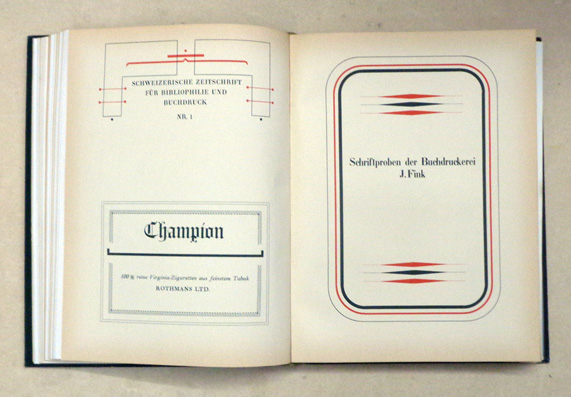 SCHWEIZERISCHE ZEITSCHRIFT
FÜR BIBLIOPHILIE UND
BUCHDRUCK
NR. 1
Champion
100% reine Virginia-Zigaretten aus feinstem Tabak
ROTHMANS LTD.
Schriftproben der Buchdruckerei
J. Fink